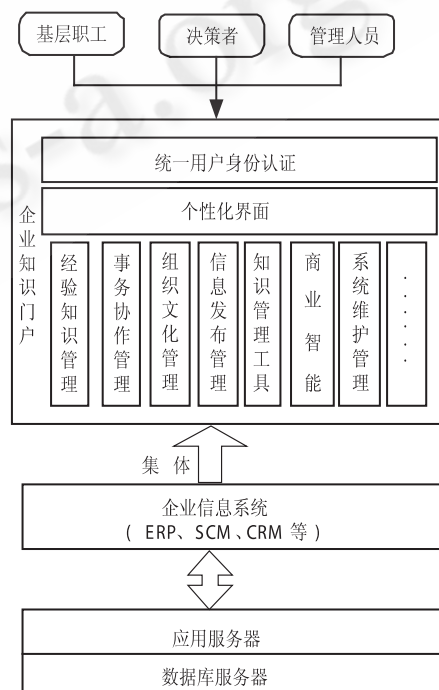 基层职工
决策者
管理人员
统一用户身份认证
个性化界面
企业知识门户
经验知识管理
事务协作管理
组织文化管理
信息发布管理
知识管理工具
商业智能
系统维护管理
······
集 体
企业信息系统
( ERP、SCM、CRM 等 )
应用服务器
数据库服务器